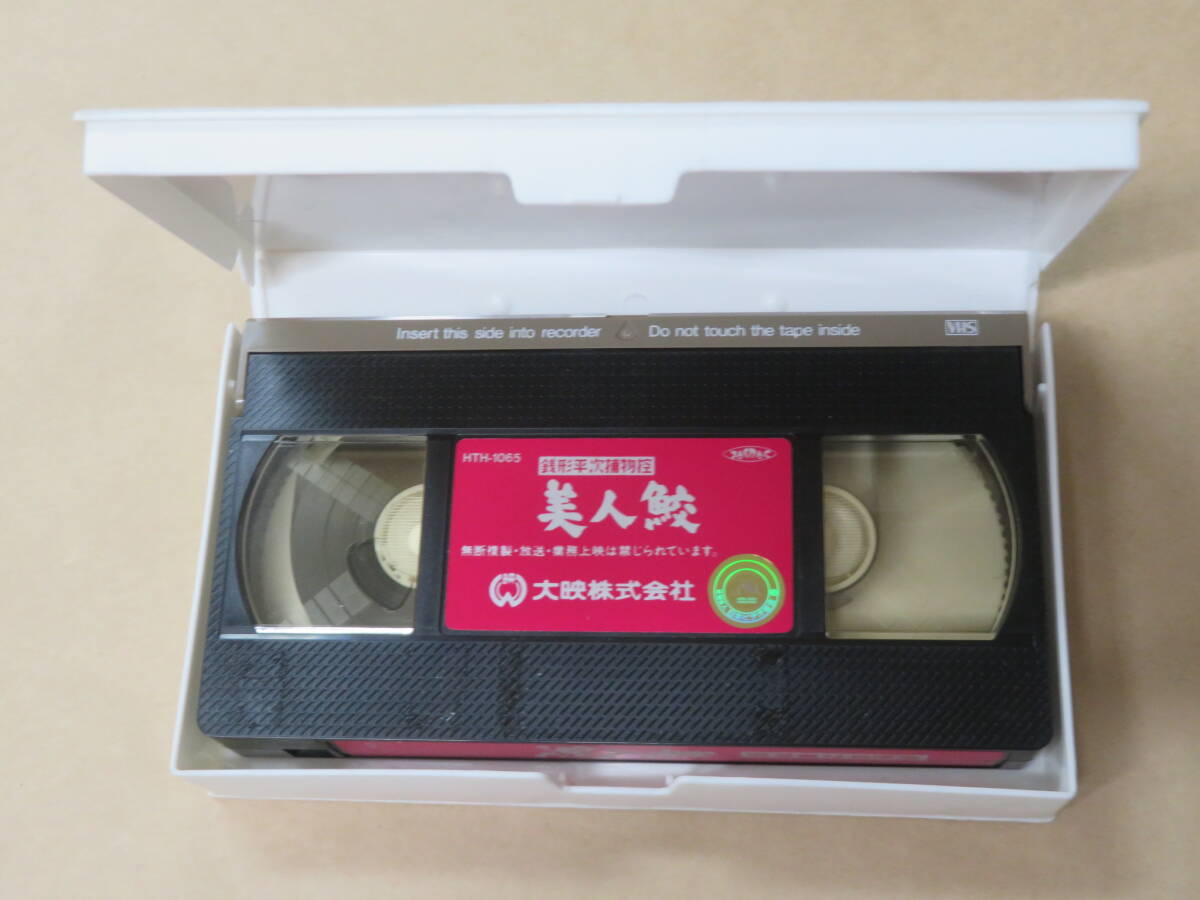 Insert this side into recorder Do not touch the tape inside VHS
HTH-1065
銭形平次捕物控
美人鮫
無断複製・放送・業務上映は禁じられています。
大映株式会社